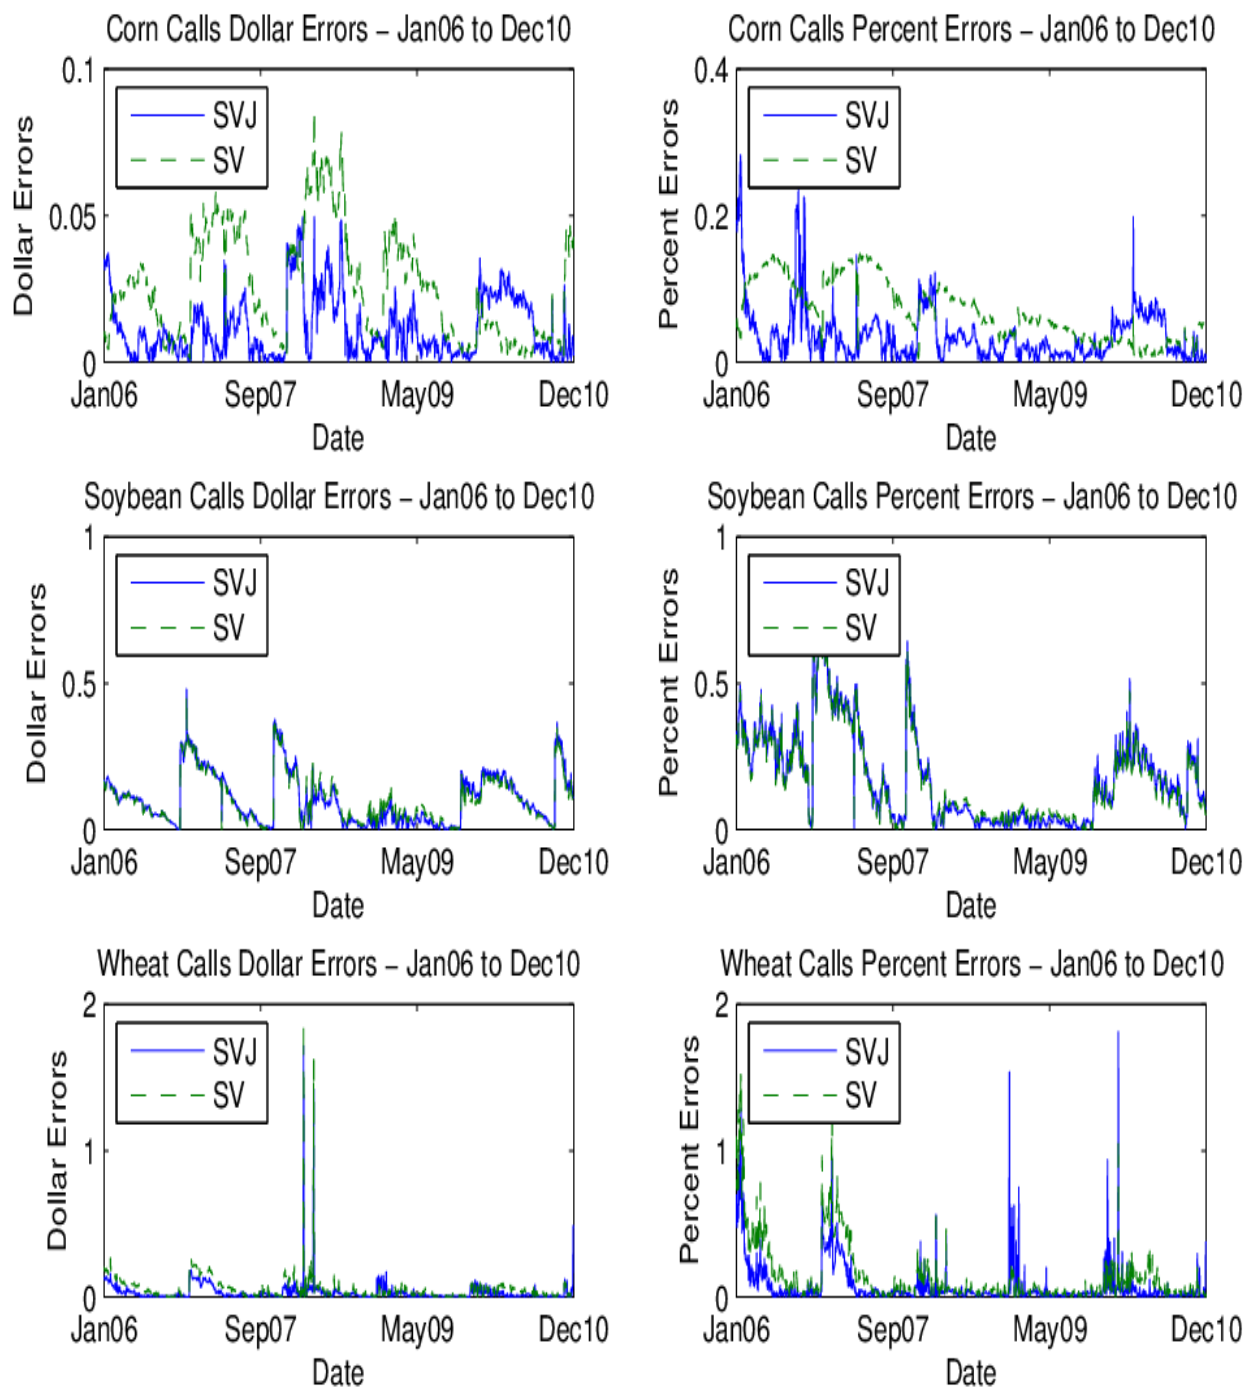 Corn Calls Dollar Errors – Jan06 to Dec10
0.1
0.05
0
Dollar Errors
SVJ
SV
Jan06 Sep07 May09 Dec10
Date
Corn Calls Percent Errors – Jan06 to Dec10
0.4
0.2
0
Percent Errors
SVJ
SV
Jan06 Sep07 May09 Dec10
Date
Soybean Calls Dollar Errors – Jan06 to Dec10
1
0.5
0
Dollar Errors
SVJ
SV
Jan06 Sep07 May09 Dec10
Date
Soybean Calls Percent Errors – Jan06 to Dec10
1
0.5
0
Percent Errors
SVJ
SV
Jan06 Sep07 May09 Dec10
Date
Wheat Calls Dollar Errors – Jan06 to Dec10
2
1
0
Dollar Errors
SVJ
SV
Jan06 Sep07 May09 Dec10
Date
Wheat Calls Percent Errors – Jan06 to Dec10
2
1
0
Percent Errors
SVJ
SV
Jan06 Sep07 May09 Dec10
Date